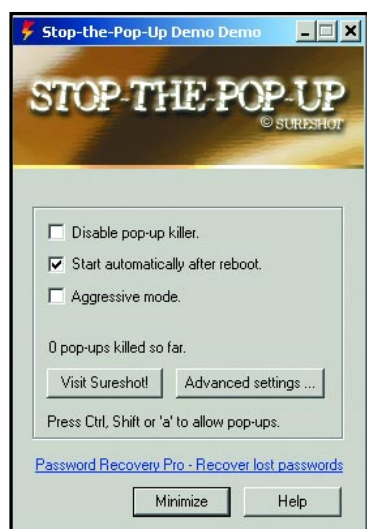 Stop-the-Pop-Up Demo Demo
STOP-THE-POP-UP
© SURESHOT
Disable pop-up killer.
Start automatically after reboot.
Aggressive mode.
0 pop-ups killed so far.
Visit Sureshot!
Advanced settings ...
Press Ctrl, Shift or 'a' to allow pop-ups.
Password Recovery Pro - Recover lost passwords
Minimize
Help